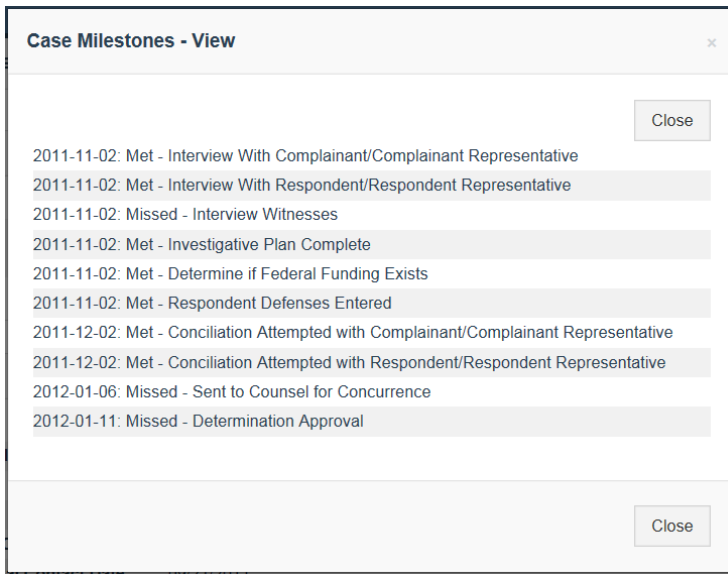 Case Milestones - View
×
Close
2011-11-02: Met - Interview With Complainant/Complainant Representative
2011-11-02: Met - Interview With Respondent/Respondent Representative
2011-11-02: Missed - Interview Witnesses
2011-11-02: Met - Investigative Plan Complete
2011-11-02: Met - Determine if Federal Funding Exists
2011-11-02: Met - Respondent Defenses Entered
2011-12-02: Met - Conciliation Attempted with Complainant/Complainant Representative
2011-12-02: Met - Conciliation Attempted with Respondent/Respondent Representative
2012-01-06: Missed - Sent to Counsel for Concurrence
2012-01-11: Missed - Determination Approval
Close